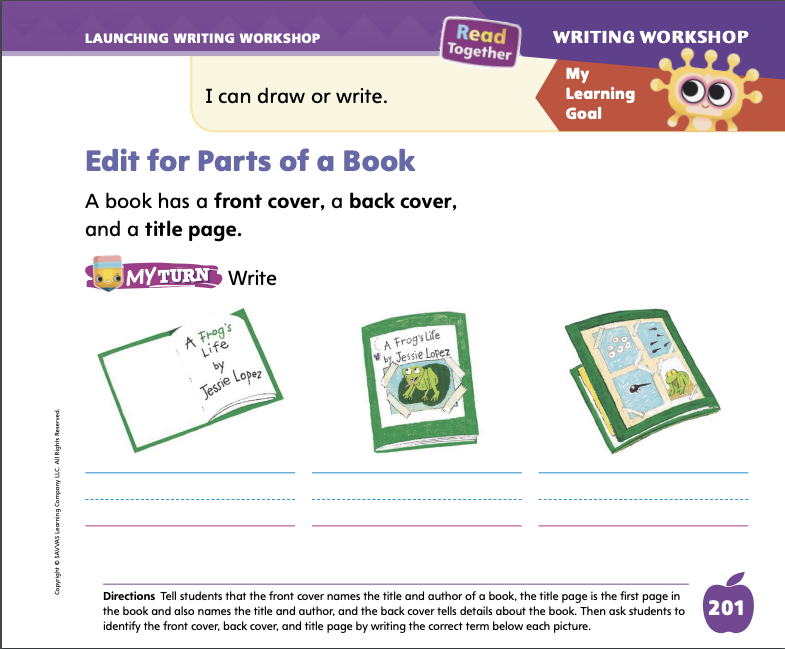 LAUNCHING WRITING WORKSHOP
Read
Together
WRITING WORKSHOP
I can draw or write.
My
Learning
Goal
Edit for Parts of a Book
A book has a front cover, a back cover,
and a title page.
MY TURN Write
A Frog's
Life
by
Jessie Lopez
A Frog's Life
by Jessie Lopez
Copyright © SAVVAS Learning Company LLC. All Rights Reserved.
Directions Tell students that the front cover names the title and author of a book, the title page is the first page in
the book and also names the title and author, and the back cover tells details about the book. Then ask students to
identify the front cover, back cover, and title page by writing the correct term below each picture.
201